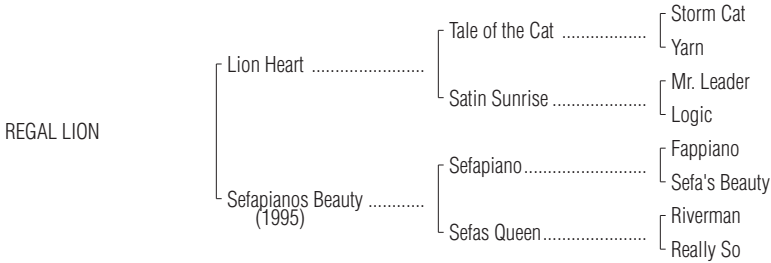 Storm Cat
Tale of the Cat ..................
Yarn
Lion Heart ........................
Mr. Leader
Satin Sunrise ....................
Logic
REGAL LION
Fappiano
Sefapiano..........................
Sefa's Beauty
Sefapianos Beauty ............
(1995)
Riverman
Sefas Queen......................
Really So